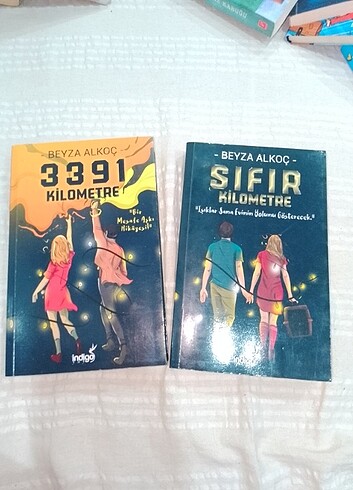 - BEYZA ALKOÇ -
3391
KİLOMETRE
"Bir
Mesafe Aşkı
Hikayesi"
indigo
- BEYZA ALKOÇ -
SIFIR
KİLOMETRE
"Işıklar Sana Evinin Yolunu Gösterecek."